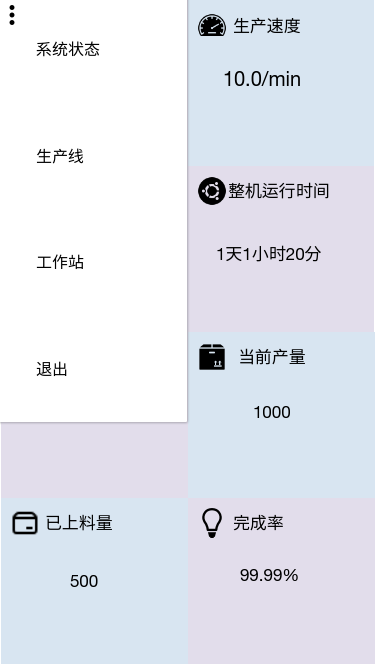 系统状态
生产线
工作站
退出
生产速度
10.0/min
整机运行时间
1天1小时20分
当前产量
1000
已上料量
500
完成率
99.99%